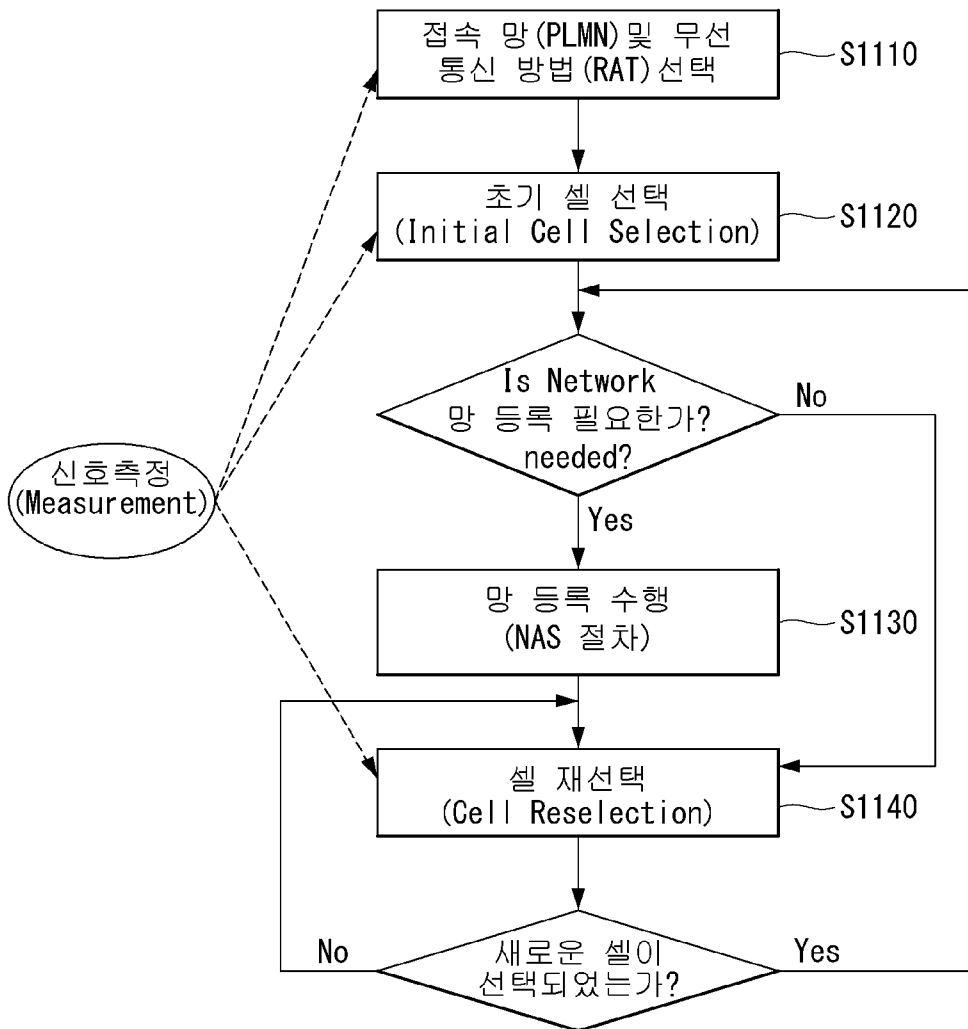 접속 망(PLMN)및 무선
통신 방법(RAT)선택
S1110
초기 셀 선택
(Initial Cell Selection)
S1120
Is Network
망 등록 필요한가?
needed?
No
Yes
신호측정
(Measurement)
망 등록 수행
(NAS 절차)
S1130
셀 재선택
(Cell Reselection)
S1140
No
새로운 셀이
선택되었는가?
Yes